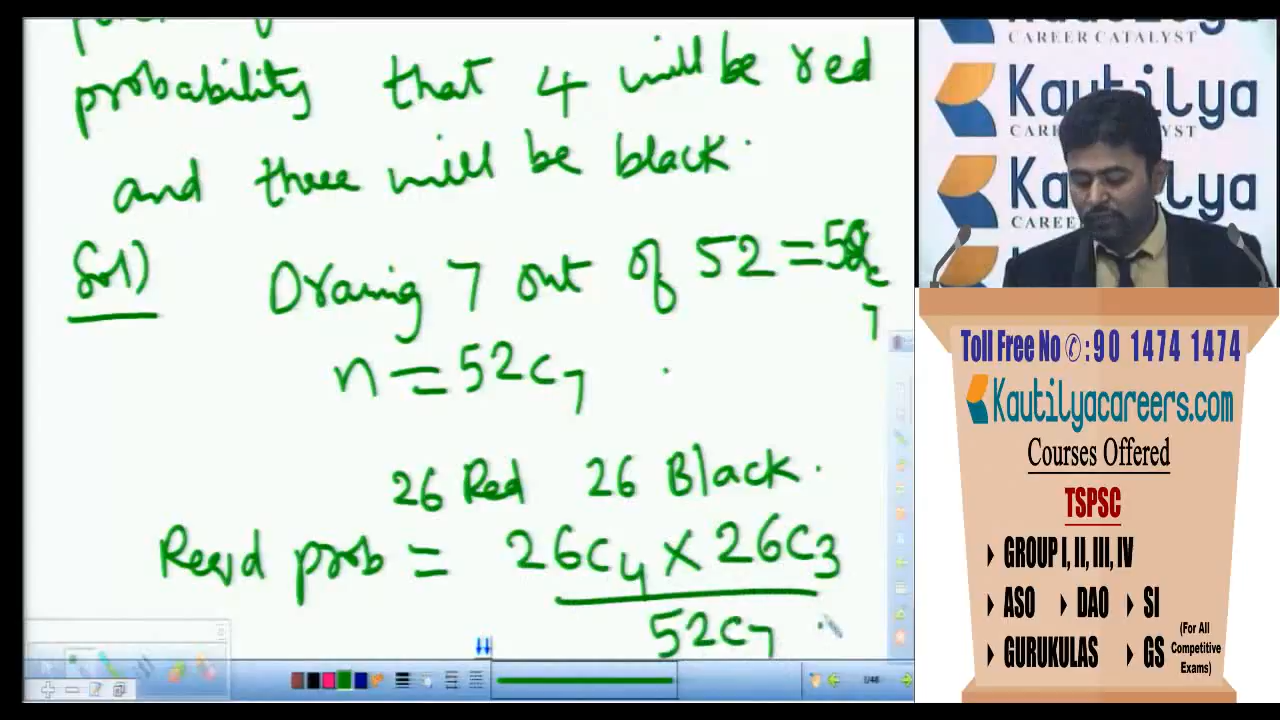 probability that 4 will be red
and three will be black.
Sol)
Drawing 7 out of 52 = 52c7
n = 52c7
26 Red 26 Black.
Reqd prob = 26c4 x 26c3
52c7
1/48
CAREER CATALYST
Kautilya
Kautilya
Toll Free No : 90 1474 1474
Kautilyacareers.com
Courses Offered
TSPSC
GROUP I, II, III, IV
ASO DAO SI
(For All Competitive Exams)
GURUKULAS GS